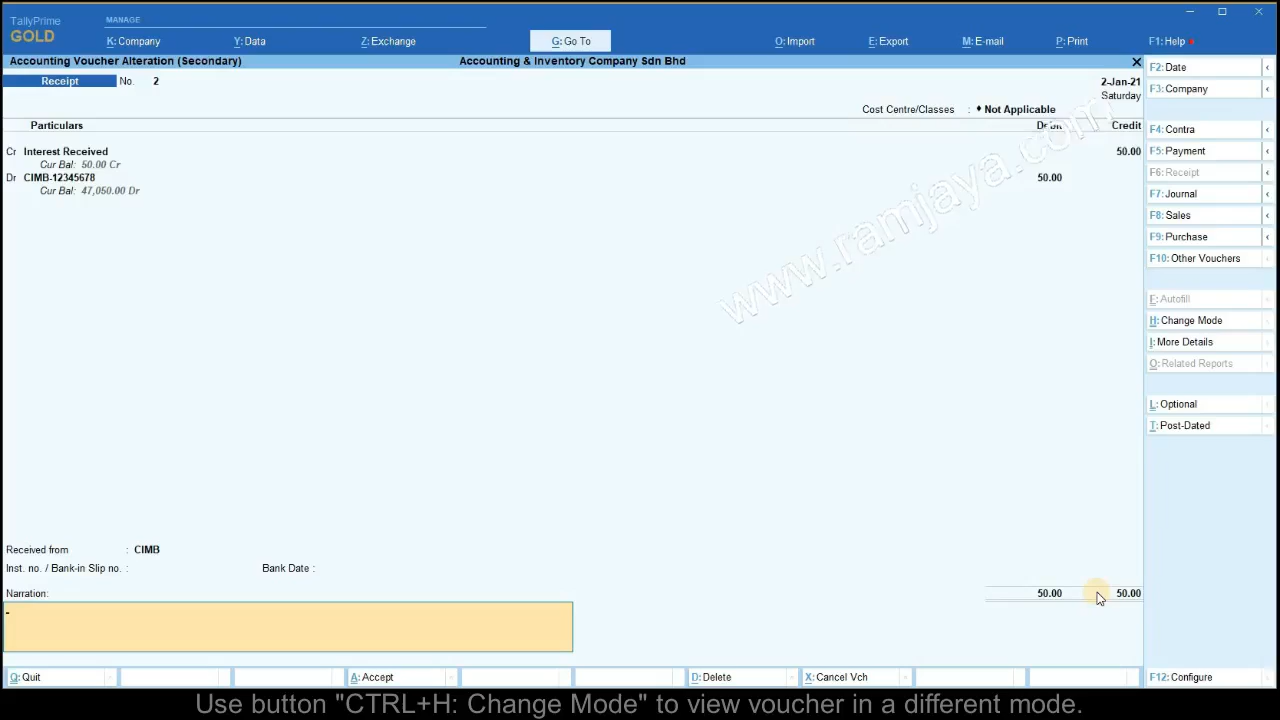 TallyPrime
GOLD
MANAGE
K: Company
Y: Data
Z: Exchange
G: Go To
O: Import
E: Export
M: E-mail
P: Print
F1: Help
Accounting Voucher Alteration (Secondary)
Accounting & Inventory Company Sdn Bhd
Receipt No. 2
2-Jan-21
Saturday
Cost Centre/Classes : ♦ Not Applicable
Particulars Debit Credit
Cr Interest Received 50.00
Cur Bal: 50.00 Cr
Dr CIMB-12345678 50.00
Cur Bal: 47,050.00 Dr
www.ramjaya.com
Received from : CIMB
Inst. no. / Bank-in Slip no. :
Bank Date :
Narration:
50.00 50.00
F2: Date
F3: Company
F4: Contra
F5: Payment
F6: Receipt
F7: Journal
F8: Sales
F9: Purchase
F10: Other Vouchers
E: Autofill
H: Change Mode
I: More Details
O: Related Reports
L: Optional
T: Post-Dated
F12: Configure
Q: Quit
A: Accept
D: Delete
X: Cancel Vch
Use button "CTRL+H: Change Mode" to view voucher in a different mode.